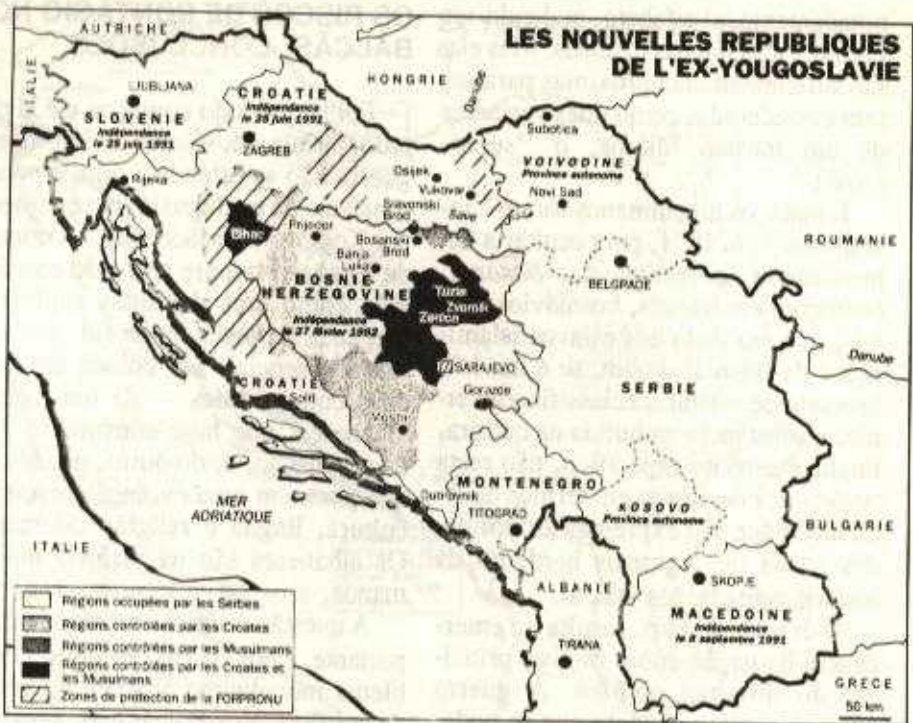 LES NOUVELLES REPUBLIQUES
DE L'EX-YOUGOSLAVIE
AUTRICHE
ITALIE
HONGRIE
Danube
LJUBLJANA
SLOVENIE
Indépendance
le 25 juin 1991
CROATIE
Indépendance
le 25 juin 1991
ZAGREB
Rijeka
Subotica
VOIVODINE
Province autonome
Novi Sad
Osijek
Vukovar
Slavonski
Brod
Save
Bosanski
Brod
Bihac
Prijedor
Banja
Luka
BOSNIE
HERZEGOVINE
Indépendance
le 27 février 1992
Tuzla
Zvornik
Zenica
BELGRADE
ROUMANIE
SARAJEVO
Gorazde
SERBIE
Danube
CROATIE
Split
Mostar
MONTENEGRO
Dubrovnik
TITOGRAD
KOSOVO
Province autonome
MER
ADRIATIQUE
ITALIE
BULGARIE
ALBANIE
SKOPJE
MACEDOINE
Indépendance
le 8 septembre 1991
TIRANA
GRÈCE
50 km
Régions occupées par les Serbes
Régions contrôlées par les Croates
Régions contrôlées par les Musulmans
Régions contrôlées par les Croates et
les Musulmans
Zones de protection de la FORPRONU